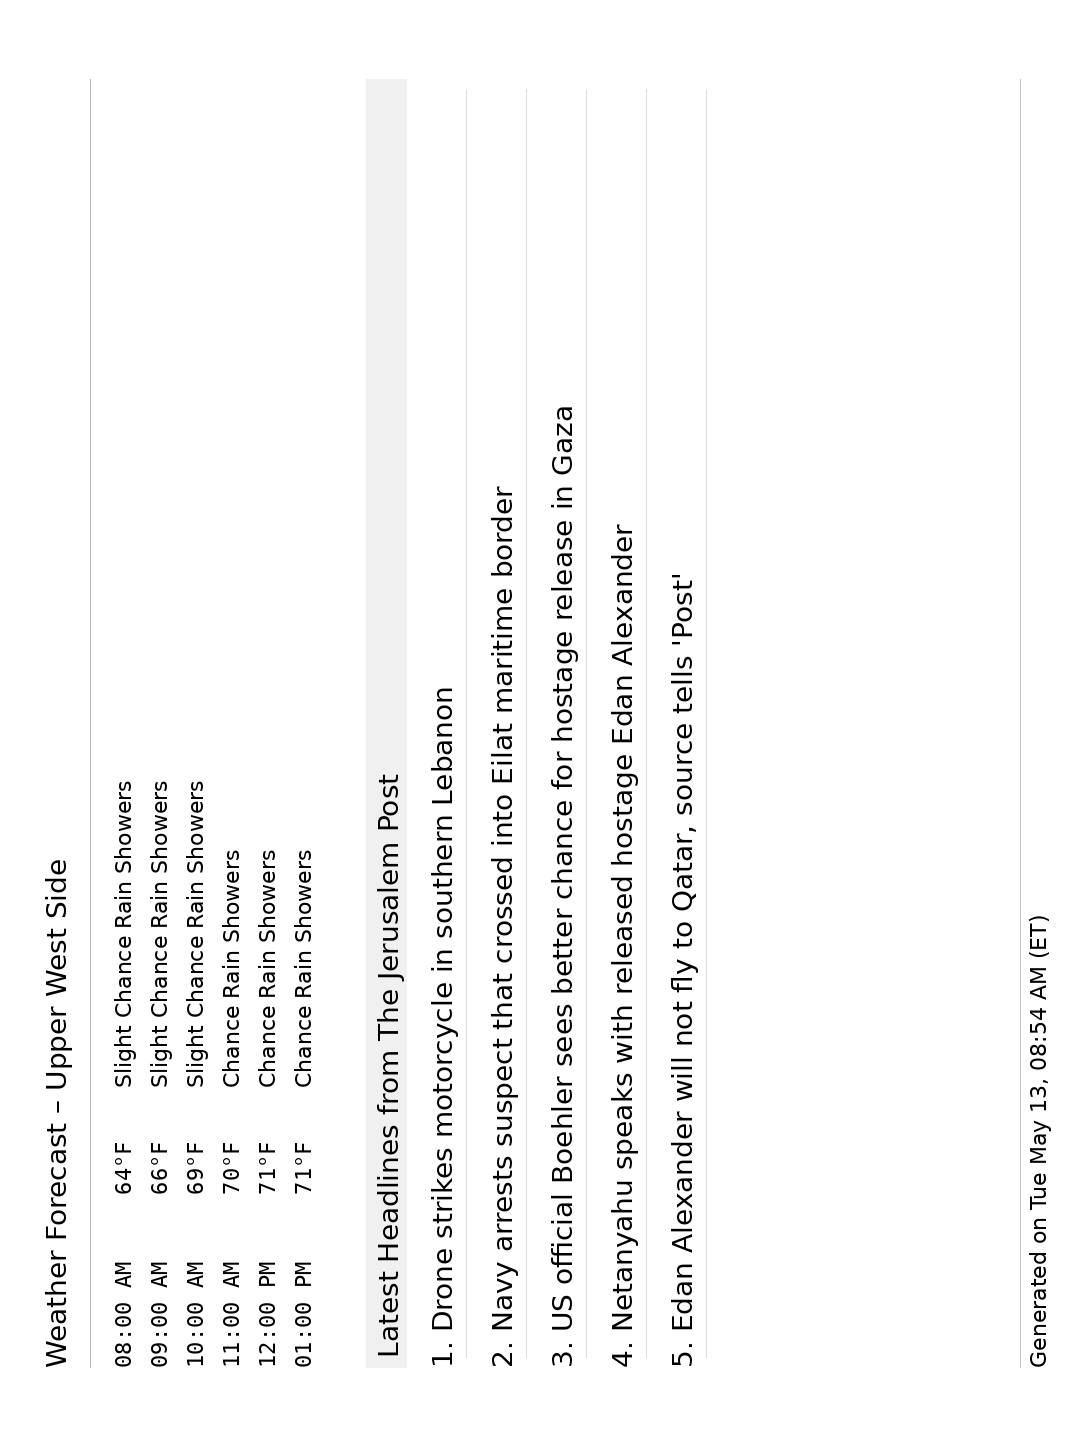 Weather Forecast – Upper West Side
08:00 AM 64°F Slight Chance Rain Showers
09:00 AM 66°F Slight Chance Rain Showers
10:00 AM 69°F Slight Chance Rain Showers
11:00 AM 70°F Chance Rain Showers
12:00 PM 71°F Chance Rain Showers
01:00 PM 71°F Chance Rain Showers
Latest Headlines from The Jerusalem Post
1. Drone strikes motorcycle in southern Lebanon
2. Navy arrests suspect that crossed into Eilat maritime border
3. US official Boehler sees better chance for hostage release in Gaza
4. Netanyahu speaks with released hostage Edan Alexander
5. Edan Alexander will not fly to Qatar, source tells 'Post'
Generated on Tue May 13, 08:54 AM (ET)